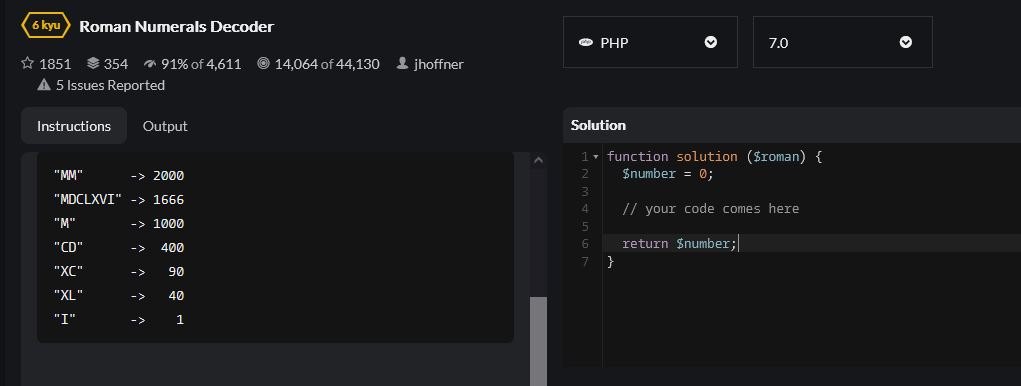 6 kyu Roman Numerals Decoder
1851 354 91% of 4,611 14,064 of 44,130 jhoffner
5 Issues Reported
php PHP
7.0
Instructions Output
"MM" -> 2000
"MDCLXVI" -> 1666
"M" -> 1000
"CD" -> 400
"XC" -> 90
"XL" -> 40
"I" -> 1
Solution
1 function solution ($roman) {
2 $number = 0;
3
4 // your code comes here
5
6 return $number;
7 }